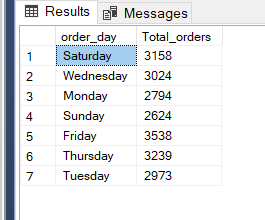 Results Messages
order_day Total_orders
1 Saturday 3158
2 Wednesday 3024
3 Monday 2794
4 Sunday 2624
5 Friday 3538
6 Thursday 3239
7 Tuesday 2973